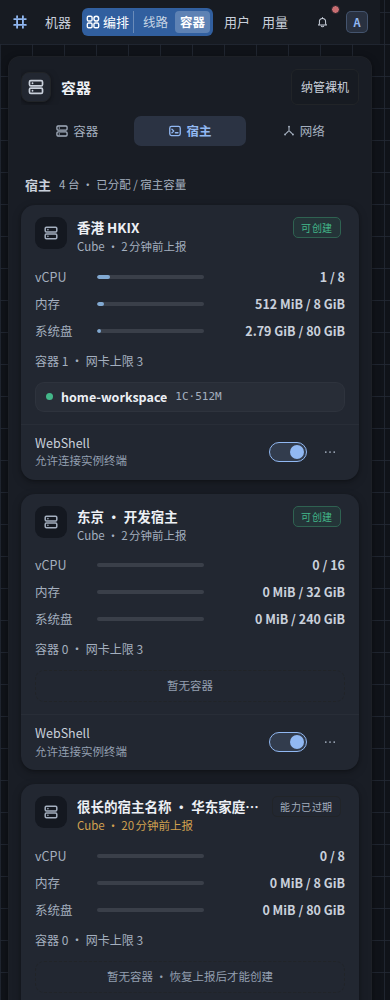 机器 编排 线路 容器 用户 用量 A
容器 纳管裸机
容器 宿主 网络
宿主 4 台 · 已分配 / 宿主容量
香港 HKIX 可创建
Cube · 2 分钟前上报
vCPU 1 / 8
内存 512 MiB / 8 GiB
系统盘 2.79 GiB / 80 GiB
容器 1 · 网卡上限 3
home-workspace 1C·512M
WebShell
允许连接实例终端
东京 · 开发宿主 可创建
Cube · 2 分钟前上报
vCPU 0 / 16
内存 0 MiB / 32 GiB
系统盘 0 MiB / 240 GiB
容器 0 · 网卡上限 3
暂无容器
WebShell
允许连接实例终端
很长的宿主名称 · 华东家庭… 能力已过期
Cube · 20 分钟前上报
vCPU 0 / 8
内存 0 MiB / 8 GiB
系统盘 0 MiB / 80 GiB
容器 0 · 网卡上限 3
暂无容器 · 恢复上报后才能创建